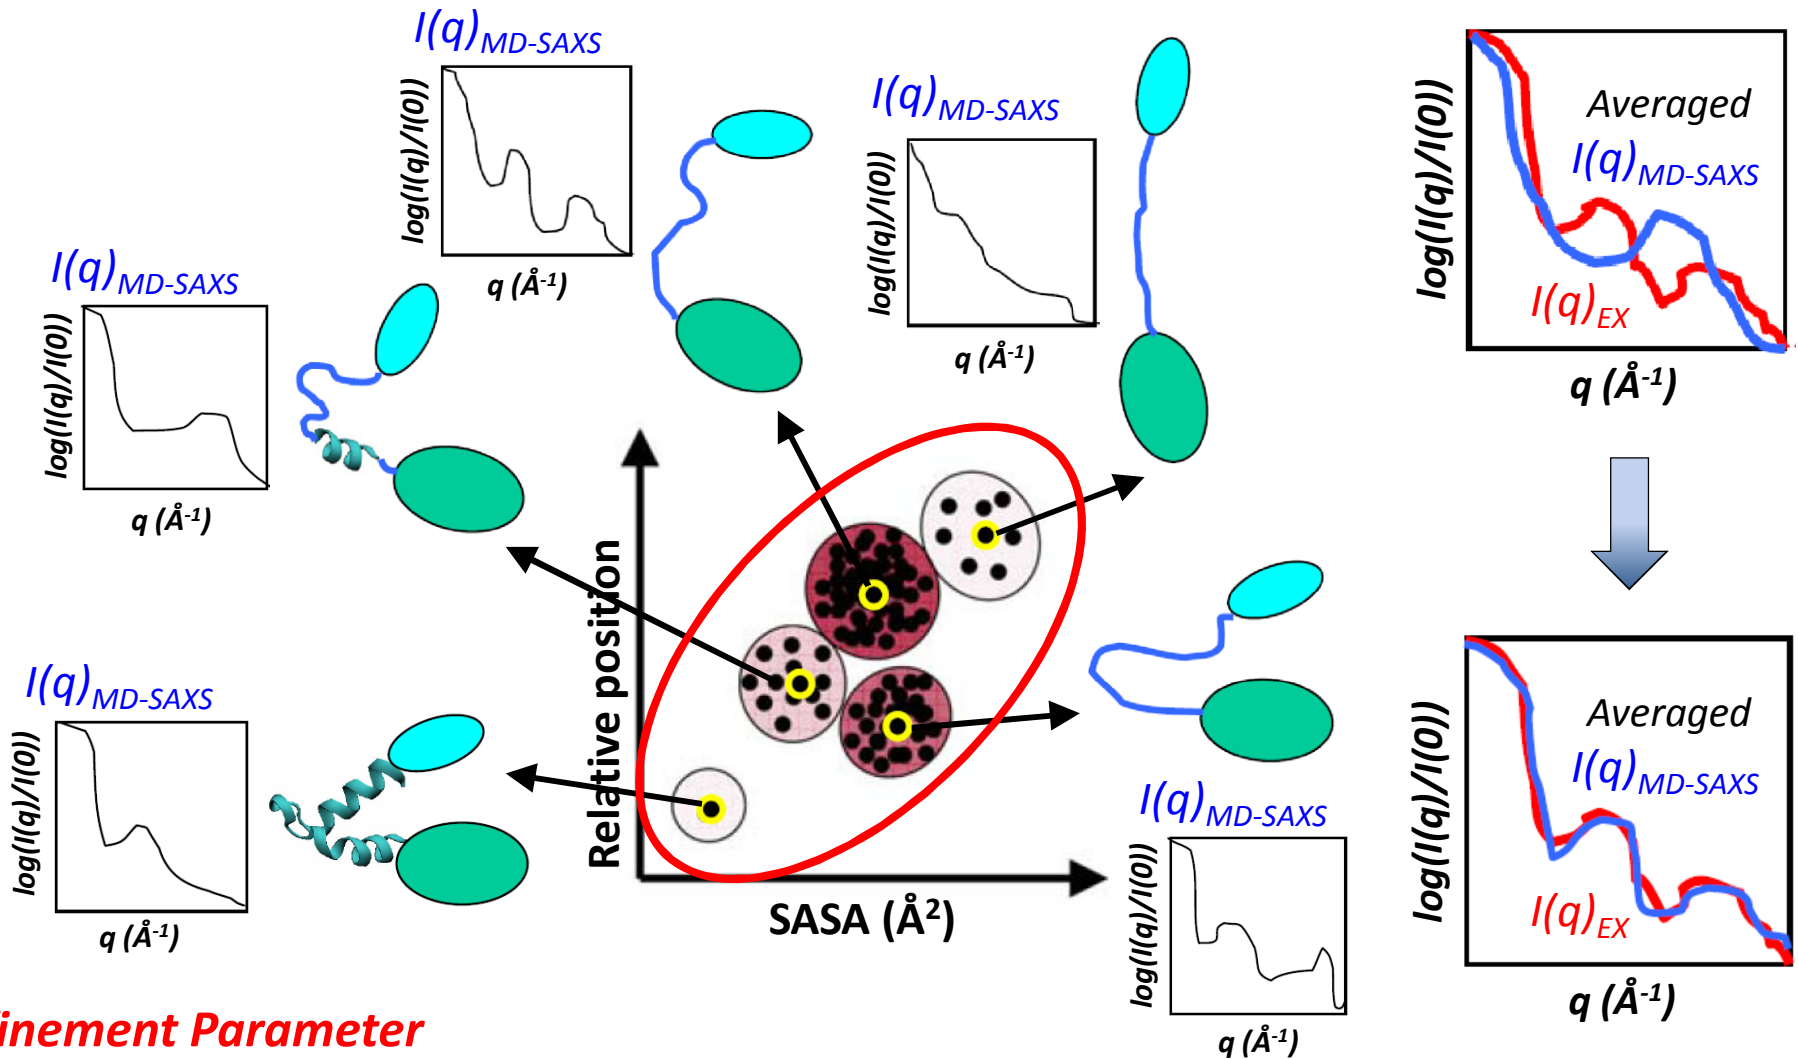 I(q)MD-SAXS
log(I(q)/I(0))
q (Å-1)
I(q)MD-SAXS
log(I(q)/I(0))
q (Å-1)
I(q)MD-SAXS
log(I(q)/I(0))
q (Å-1)
I(q)MD-SAXS
log(I(q)/I(0))
q (Å-1)
I(q)MD-SAXS
log(I(q)/I(0))
q (Å-1)
Relative position
SASA (Å2)
Averaged
I(q)MD-SAXS
I(q)EX
log(I(q)/I(0))
q (Å-1)
Averaged
I(q)MD-SAXS
I(q)EX
log(I(q)/I(0))
q (Å-1)
inement Parameter